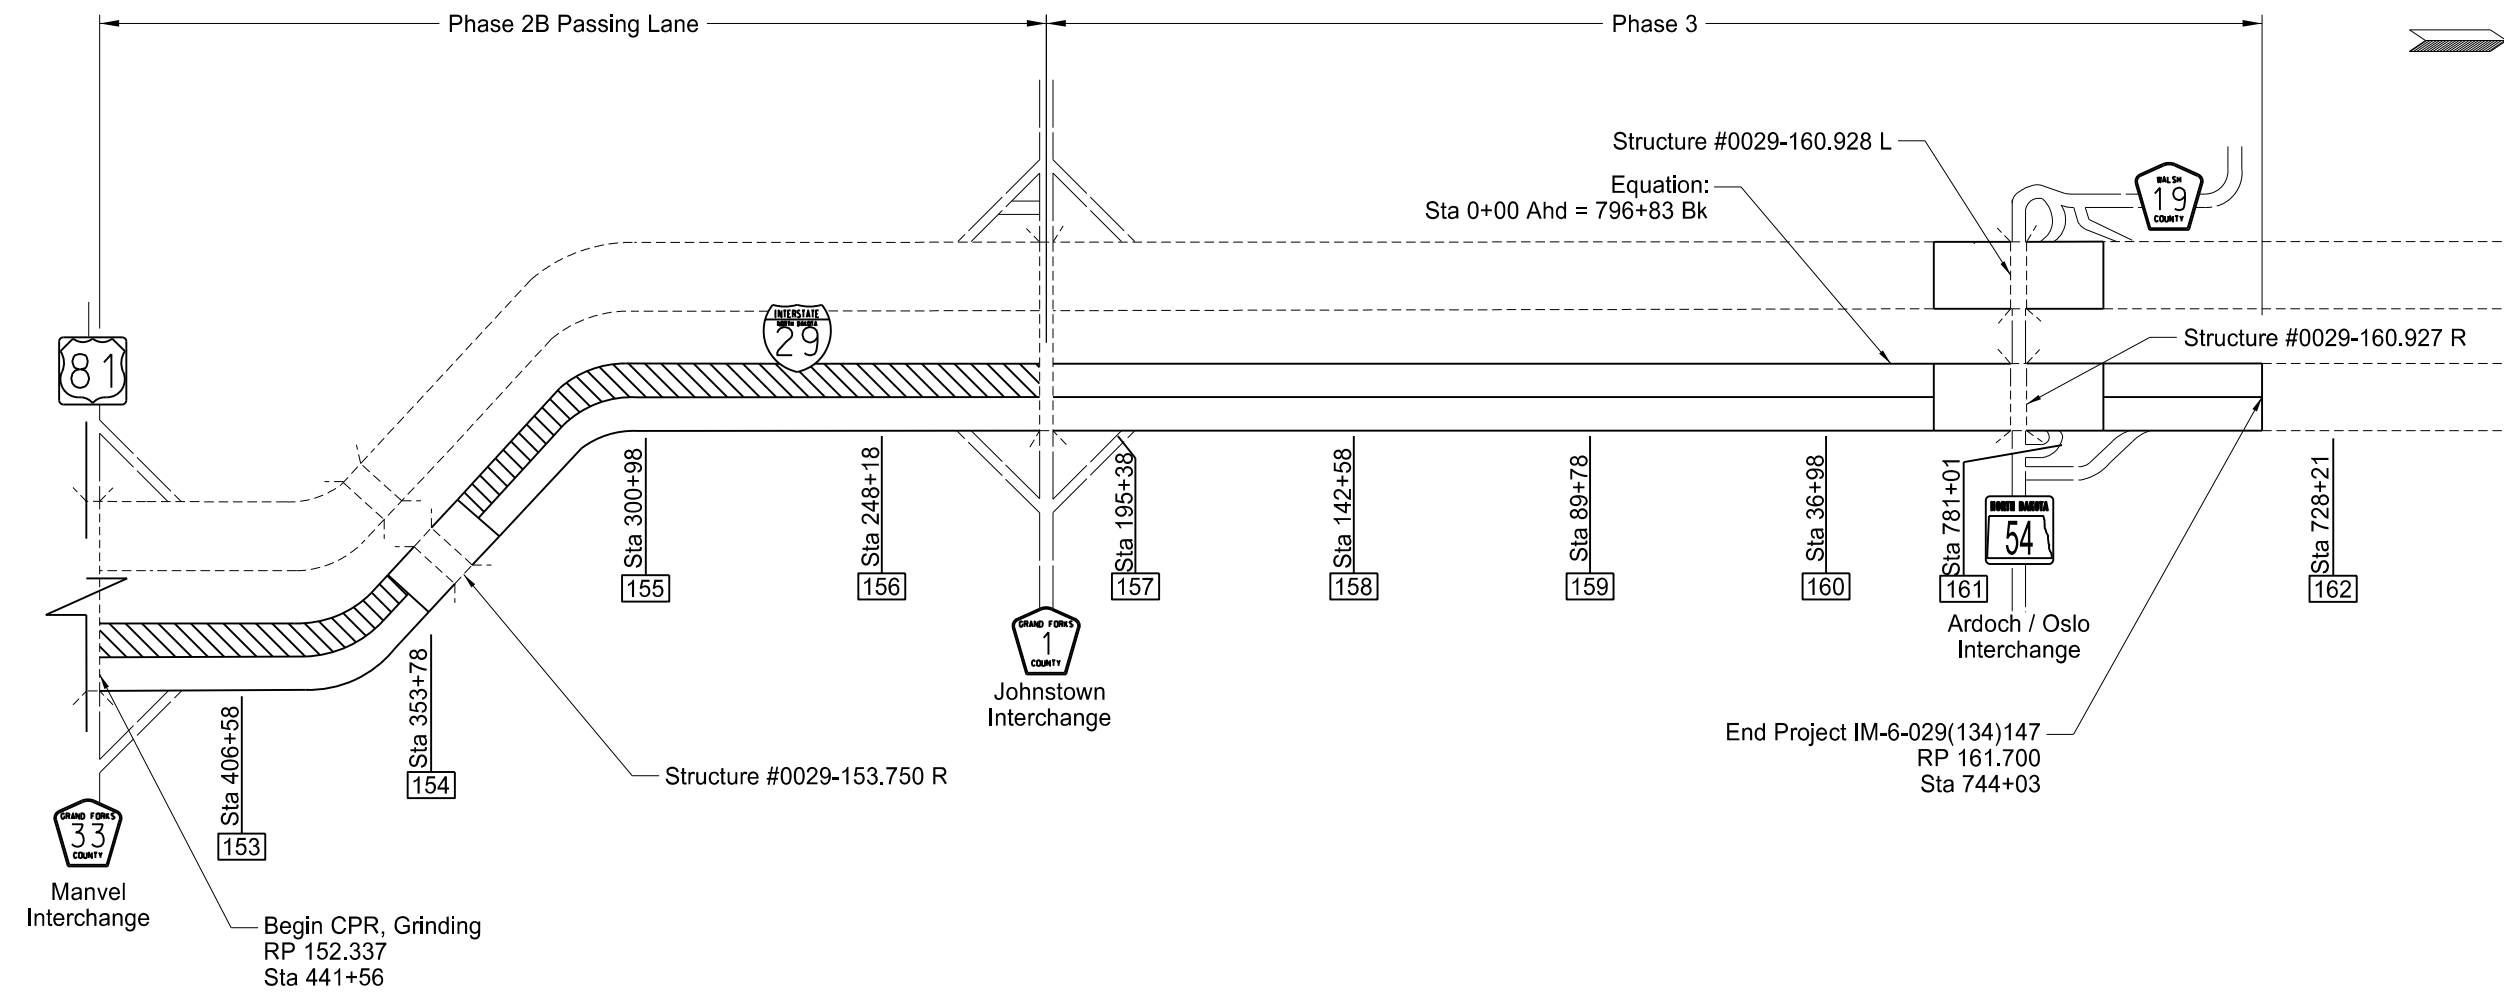 Phase 2B Passing Lane
Phase 3
Structure #0029-160.928 L
Equation:
Sta 0+00 Ahd = 796+83 Bk
WALSH
19
COUNTY
INTERSTATE
NORTH DAKOTA
29
Structure #0029-160.927 R
81
Sta 300+98
155
Sta 248+18
156
Sta 195+38
157
Sta 142+58
158
Sta 89+78
159
Sta 36+98
160
Sta 781+01
161
NORTH DAKOTA
54
Sta 728+21
162
Ardoch / Oslo
Interchange
GRAND FORKS
1
COUNTY
Johnstown
Interchange
Sta 406+58
153
Sta 353+78
154
Structure #0029-153.750 R
End Project IM-6-029(134)147
RP 161.700
Sta 744+03
GRAND FORKS
33
COUNTY
Manvel
Interchange
Begin CPR, Grinding
RP 152.337
Sta 441+56